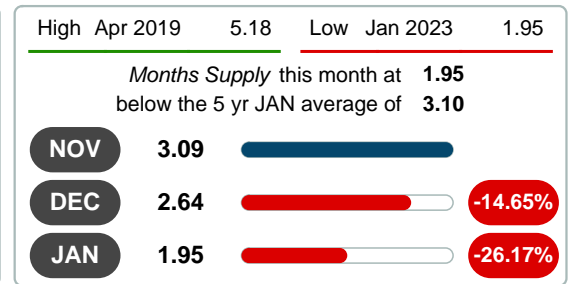 High Apr 2019 5.18 Low Jan 2023 1.95
Months Supply this month at 1.95
below the 5 yr JAN average of 3.10
NOV 3.09
DEC 2.64 -14.65%
JAN 1.95 -26.17%